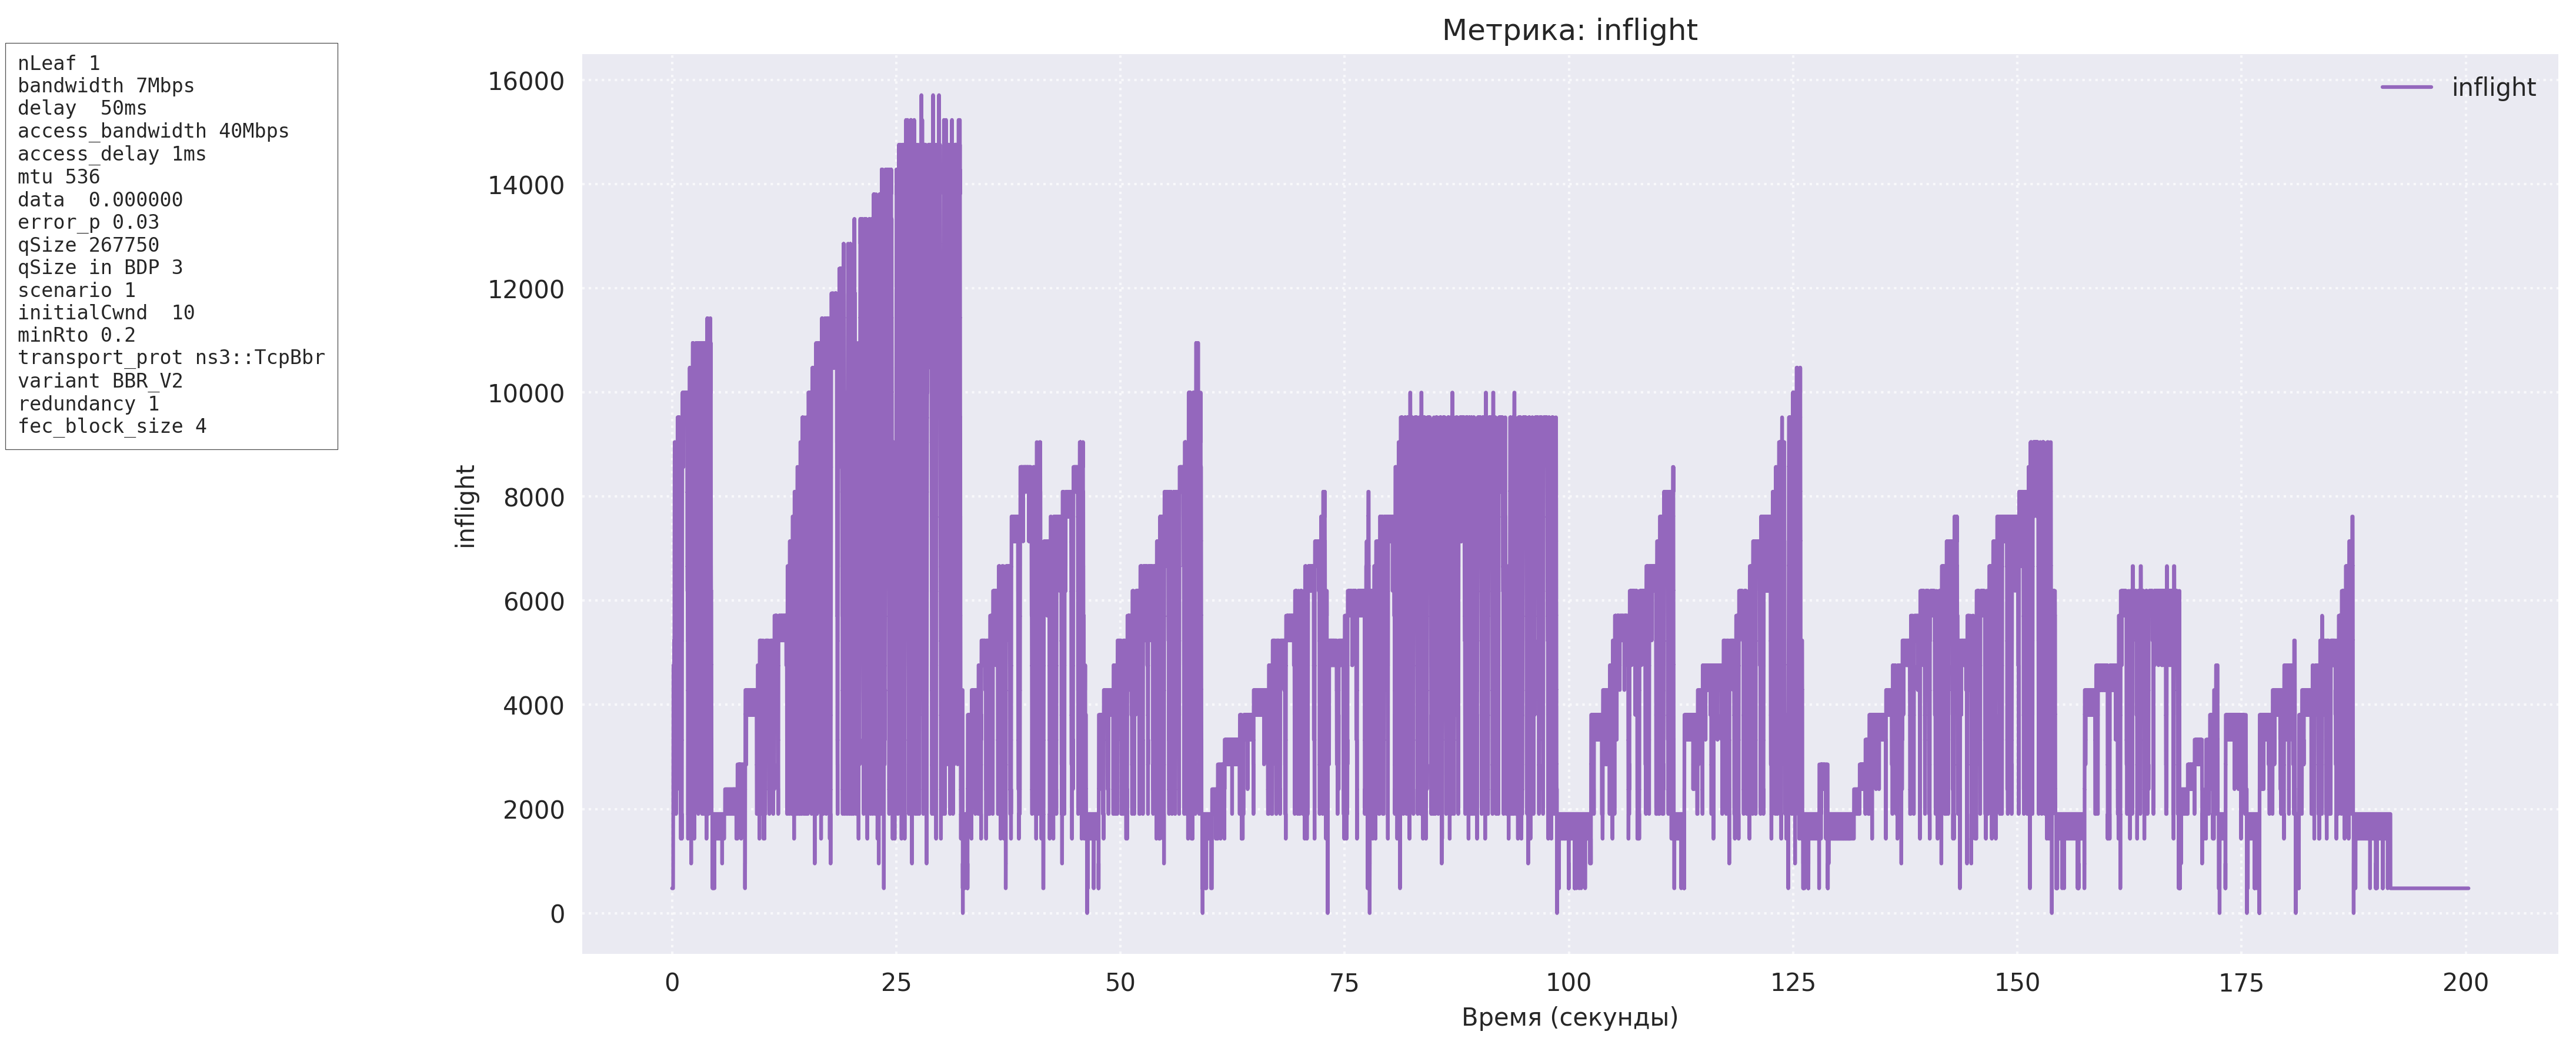 Метрика: inflight
nLeaf 1
bandwidth 7Mbps
delay  50ms
access_bandwidth 40Mbps
access_delay 1ms
mtu 536
data  0.000000
error_p 0.03
qSize 267750
qSize in BDP 3
scenario 1
initialCwnd  10
minRto 0.2
transport_prot ns3::TcpBbr
variant BBR_V2
redundancy 1
fec_block_size 4
inflight
inflight
16000
14000
12000
10000
8000
6000
4000
2000
0
0 25 50 75 100 125 150 175 200
Время (секунды)